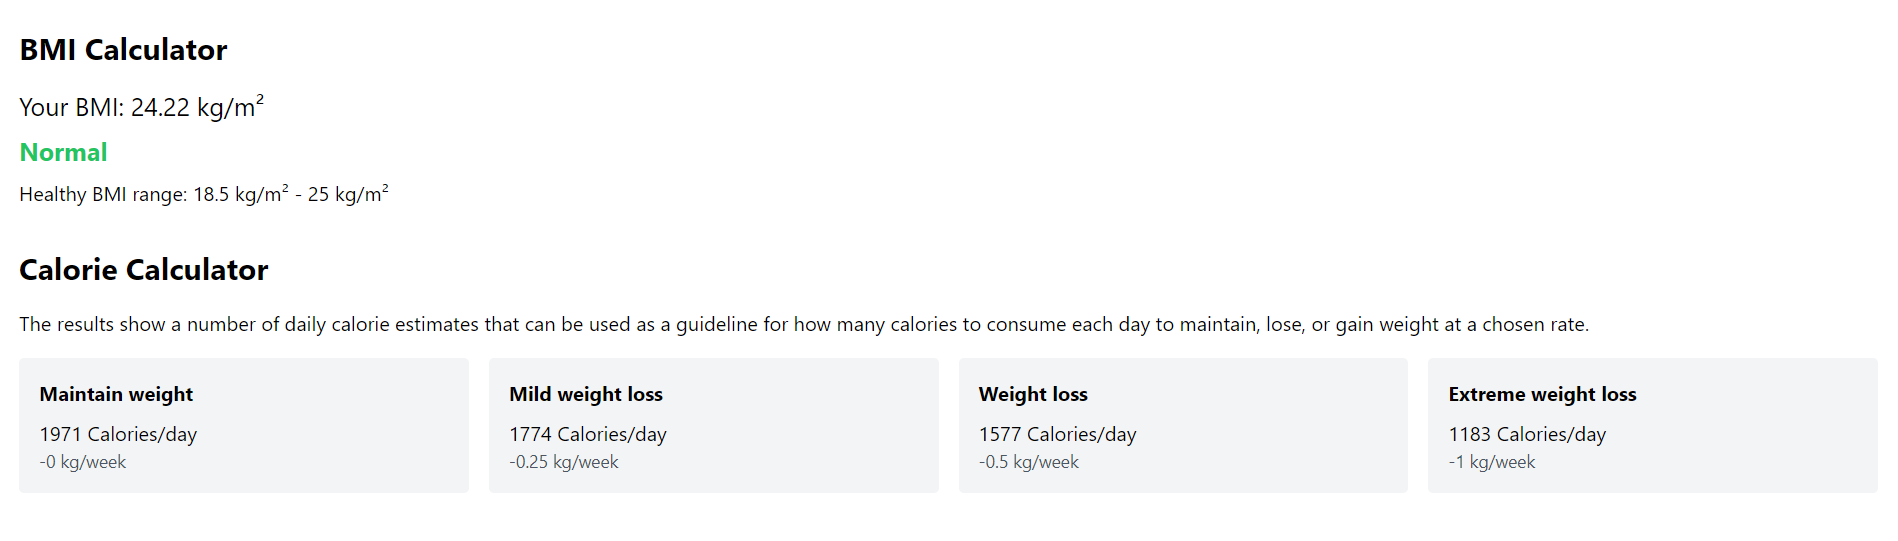 BMI Calculator
Your BMI: 24.22 kg/m²
Normal
Healthy BMI range: 18.5 kg/m² - 25 kg/m²
Calorie Calculator
The results show a number of daily calorie estimates that can be used as a guideline for how many calories to consume each day to maintain, lose, or gain weight at a chosen rate.
Maintain weight
1971 Calories/day
-0 kg/week
Mild weight loss
1774 Calories/day
-0.25 kg/week
Weight loss
1577 Calories/day
-0.5 kg/week
Extreme weight loss
1183 Calories/day
-1 kg/week